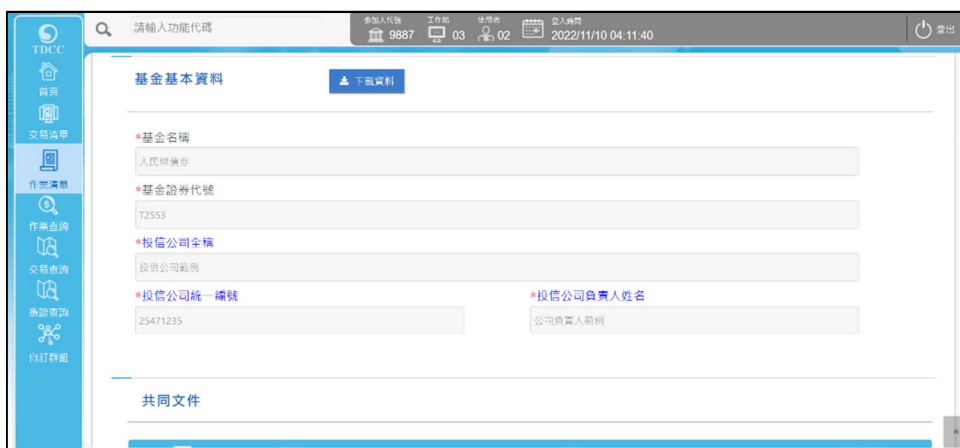 TDCC
請輸入功能代碼
參加人代號 工作站 使用者 登入時間
9887 03 02 2022/11/10 04:11:40
登出
首頁
交易清單
作業清單
作業查詢
交易查詢
憑證查詢
自訂群組
基金基本資料
下載資料
*基金名稱
人民幣債券
*基金證券代號
T2553
*投信公司全稱
投信公司範例
*投信公司統一編號 *投信公司負責人姓名
25471235 公司負責人範例
共同文件